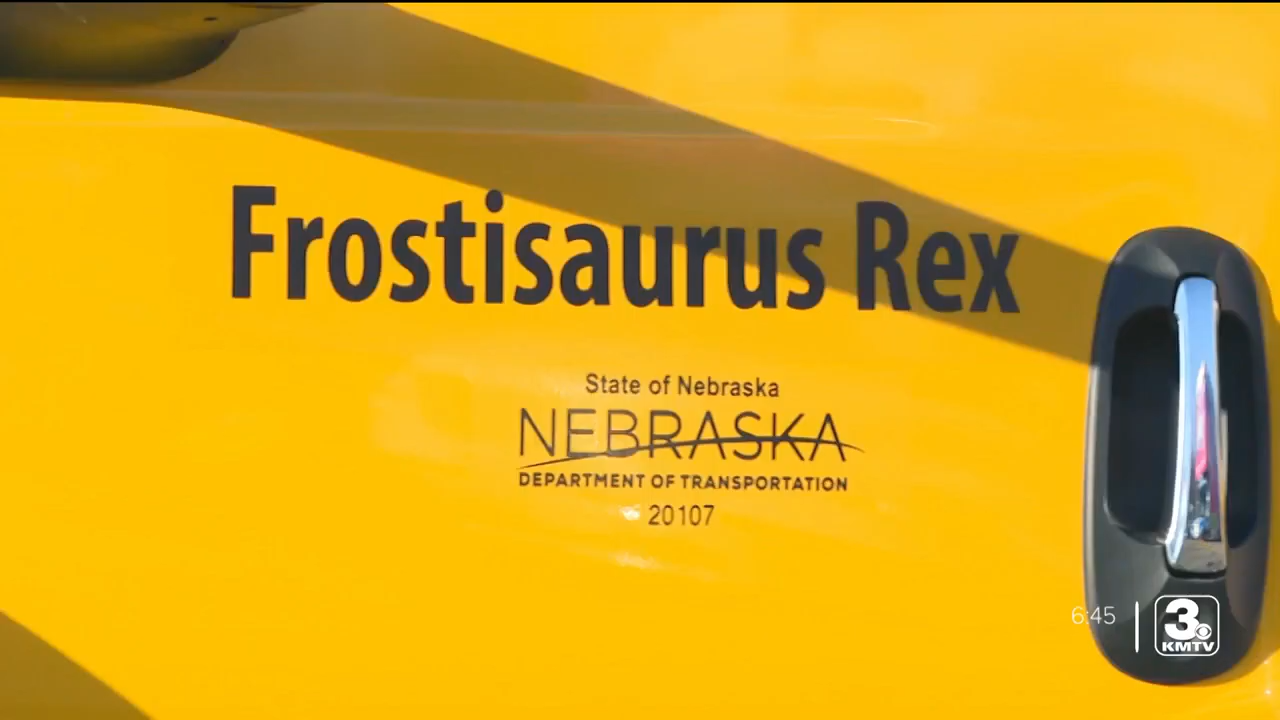 Frostisaurus Rex
State of Nebraska
NEBRASKA
DEPARTMENT OF TRANSPORTATION
20107
6:45
3
KMTV